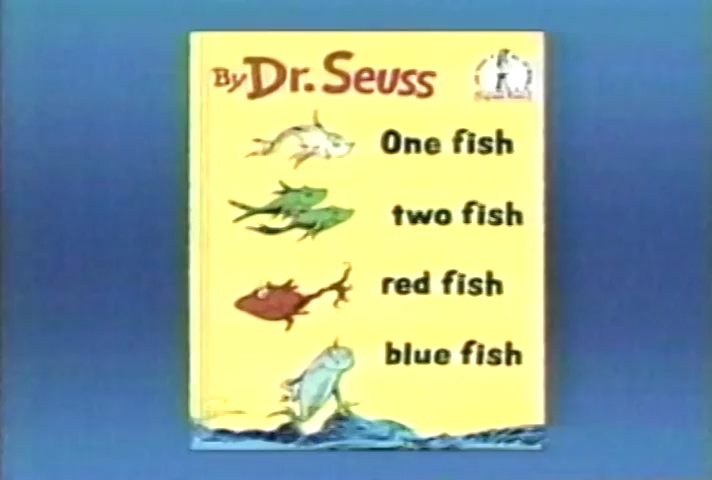 By Dr. Seuss
One fish
two fish
red fish
blue fish